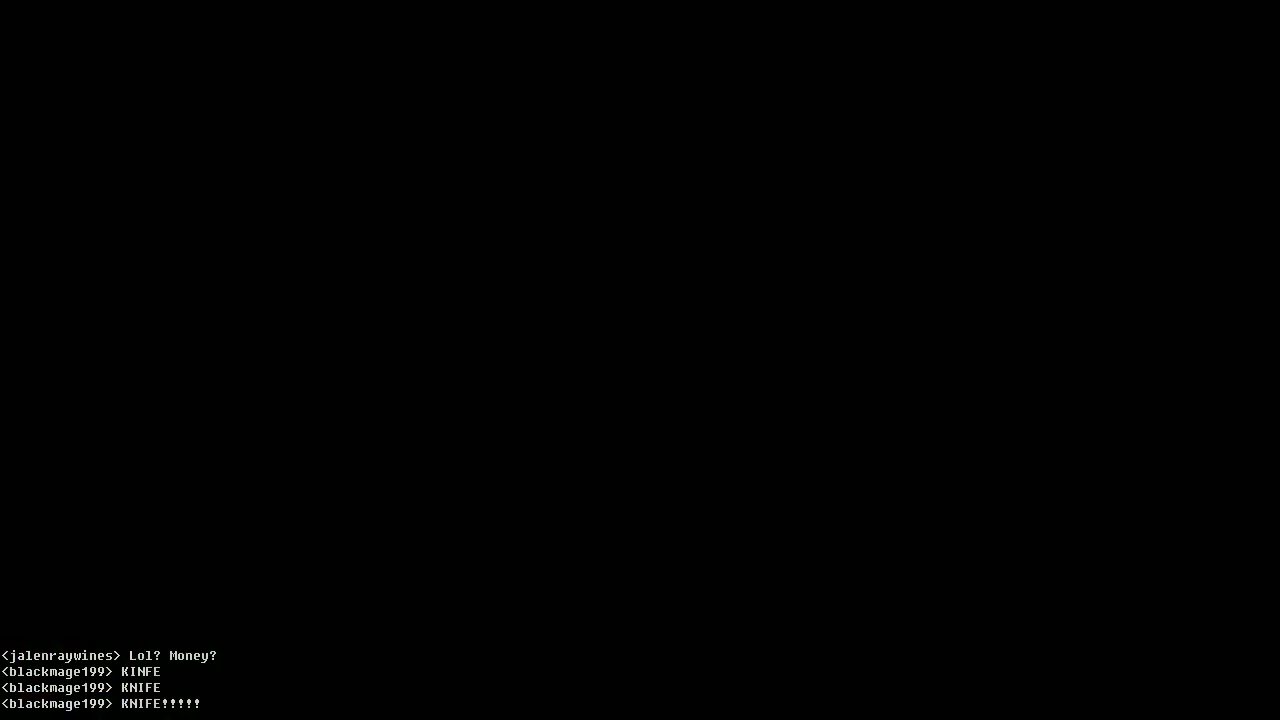 <jalenraywines> Lol? Money?
<blackmage199> KINFE
<blackmage199> KNIFE
<blackmage199> KNIFE!!!!!